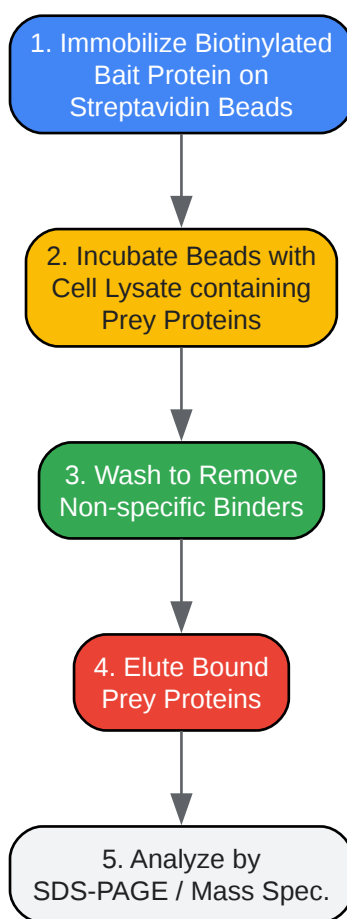 1. Immobilize Biotinylated
Bait Protein on
Streptavidin Beads
2. Incubate Beads with
Cell Lysate containing
Prey Proteins
3. Wash to Remove
Non-specific Binders
4. Elute Bound
Prey Proteins
5. Analyze by
SDS-PAGE / Mass Spec.